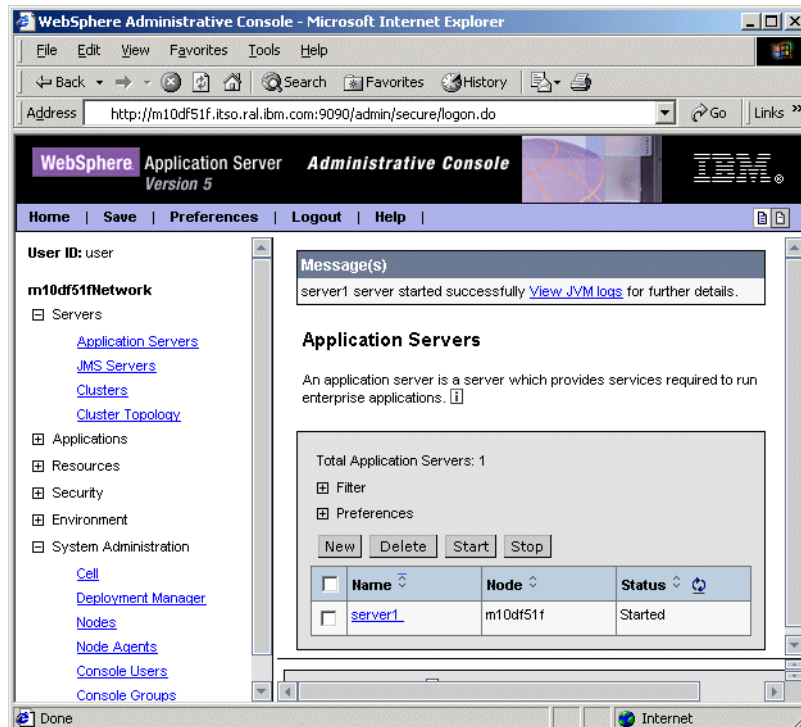 WebSphere Administrative Console - Microsoft Internet Explorer
File Edit View Favorites Tools Help
Back Search Favorites History
Address http://m10df51f.itso.ral.ibm.com:9090/admin/secure/logon.do Go Links »
WebSphere Application Server Administrative Console IBM®
Version 5
Home | Save | Preferences | Logout | Help |
User ID: user
m10df51fNetwork
Servers
Application Servers
JMS Servers
Clusters
Cluster Topology
Applications
Resources
Security
Environment
System Administration
Cell
Deployment Manager
Nodes
Node Agents
Console Users
Console Groups
Message(s)
server1 server started successfully View JVM logs for further details.
Application Servers
An application server is a server which provides services required to run
enterprise applications. i
Total Application Servers: 1
Filter
Preferences
New Delete Start Stop
Name Node Status
server1 m10df51f Started
Done Internet